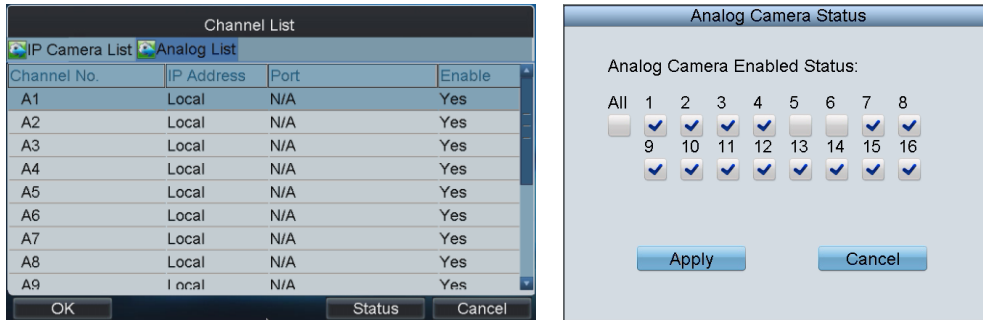 Channel List
IP Camera List Analog List
Channel No. IP Address Port Enable
A1 Local N/A Yes
A2 Local N/A Yes
A3 Local N/A Yes
A4 Local N/A Yes
A5 Local N/A Yes
A6 Local N/A Yes
A7 Local N/A Yes
A8 Local N/A Yes
A9 Local N/A Yes
OK Status Cancel
Analog Camera Status
Analog Camera Enabled Status:
All 1 2 3 4 5 6 7 8
9 10 11 12 13 14 15 16
Apply Cancel